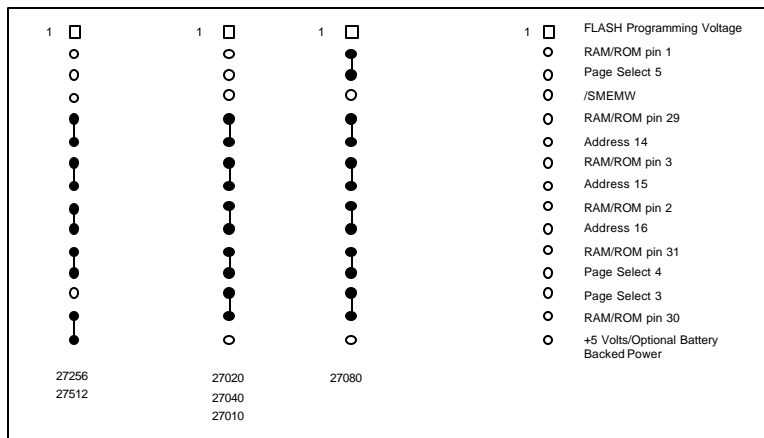 1 1 1 1 FLASH Programming Voltage
RAM/ROM pin 1
Page Select 5
/SMEMW
RAM/ROM pin 29
Address 14
RAM/ROM pin 3
Address 15
RAM/ROM pin 2
Address 16
RAM/ROM pin 31
Page Select 4
Page Select 3
RAM/ROM pin 30
+5 Volts/Optional Battery
Backed Power
27256 27020 27080
27512 27040
27010